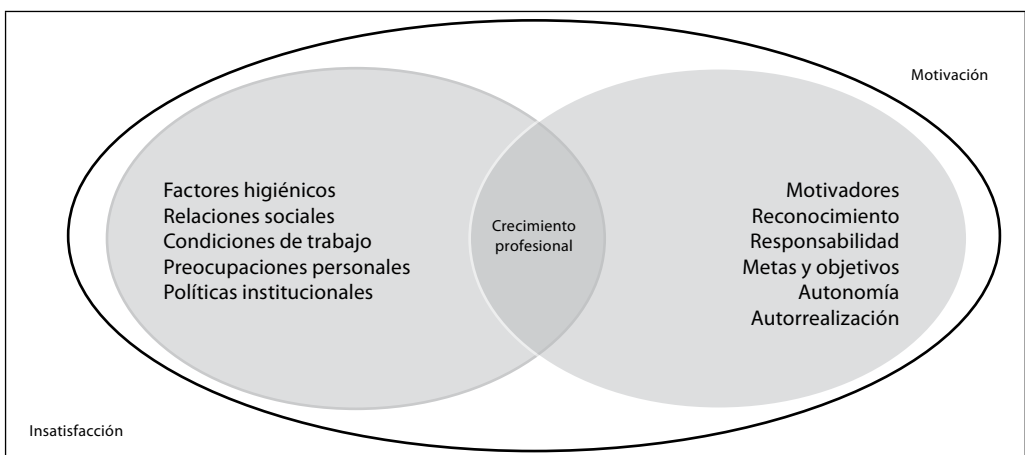 Motivación
Factores higiénicos
Relaciones sociales
Condiciones de trabajo
Preocupaciones personales
Políticas institucionales
Crecimiento
profesional
Motivadores
Reconocimiento
Responsabilidad
Metas y objetivos
Autonomía
Autorrealización
Insatisfacción